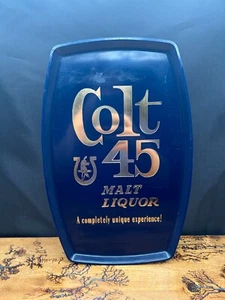 Colt
45
MALT
LIQUOR
A completely unique experience!